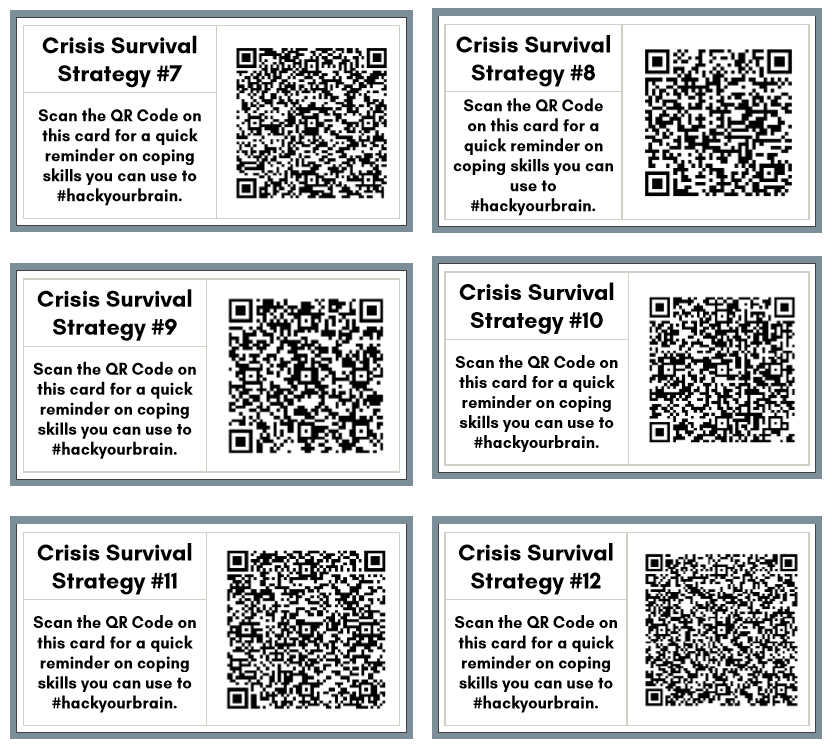 Crisis Survival
Strategy #7
Scan the QR Code on
this card for a quick
reminder on coping
skills you can use to
#hackyourbrain.
Crisis Survival
Strategy #8
Scan the QR Code
on this card for a
quick reminder on
coping skills you can
use to
#hackyourbrain.
Crisis Survival
Strategy #9
Scan the QR Code on
this card for a quick
reminder on coping
skills you can use to
#hackyourbrain.
Crisis Survival
Strategy #10
Scan the QR Code on
this card for a quick
reminder on coping
skills you can use to
#hackyourbrain.
Crisis Survival
Strategy #11
Scan the QR Code on
this card for a quick
reminder on coping
skills you can use to
#hackyourbrain.
Crisis Survival
Strategy #12
Scan the QR Code on
this card for a quick
reminder on coping
skills you can use to
#hackyourbrain.